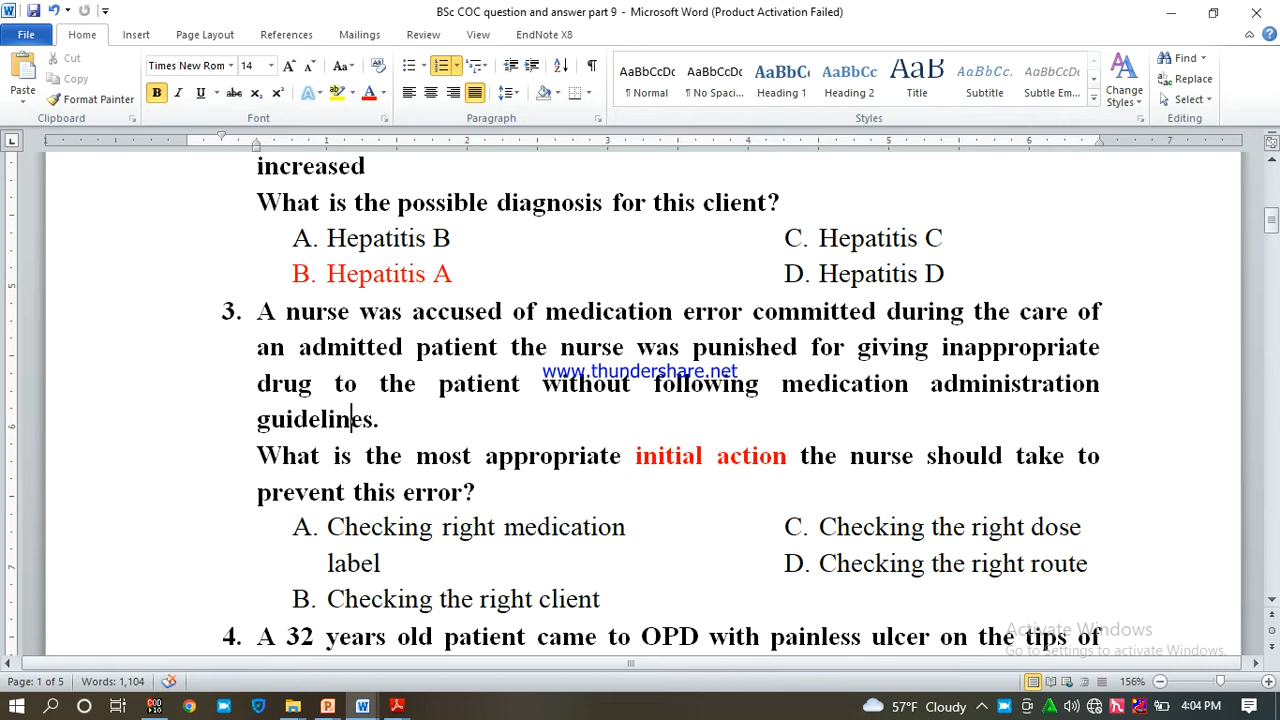 BSc COC question and answer part 9 - Microsoft Word (Product Activation Failed)
File Home Insert Page Layout References Mailings Review View EndNote X8
Paste
Cut
Copy
Format Painter
Clipboard
Times New Rom 14
Font
Paragraph
AaBbCcDc AaBbCcDc AaBbCc AaBbCc AaB AaBbCcL AaBbCcDc
¶ Normal ¶ No Spaci... Heading 1 Heading 2 Title Subtitle Subtle Em...
Styles
Change Styles
Find
Replace
Select
Editing
1 2 3 4 5 6 7
increased
What is the possible diagnosis for this client?
A. Hepatitis B
B. Hepatitis A
C. Hepatitis C
D. Hepatitis D
3. A nurse was accused of medication error committed during the care of
an admitted patient the nurse was punished for giving inappropriate
www.thundershare.net
drug to the patient without following medication administration
guidelines.
What is the most appropriate initial action the nurse should take to
prevent this error?
A. Checking right medication
label
B. Checking the right client
C. Checking the right dose
D. Checking the right route
4. A 32 years old patient came to OPD with painless ulcer on the tips of
Activate Windows
Go to Settings to activate Windows.
Page: 1 of 5 Words: 1,104 156%
57°F Cloudy 4:04 PM